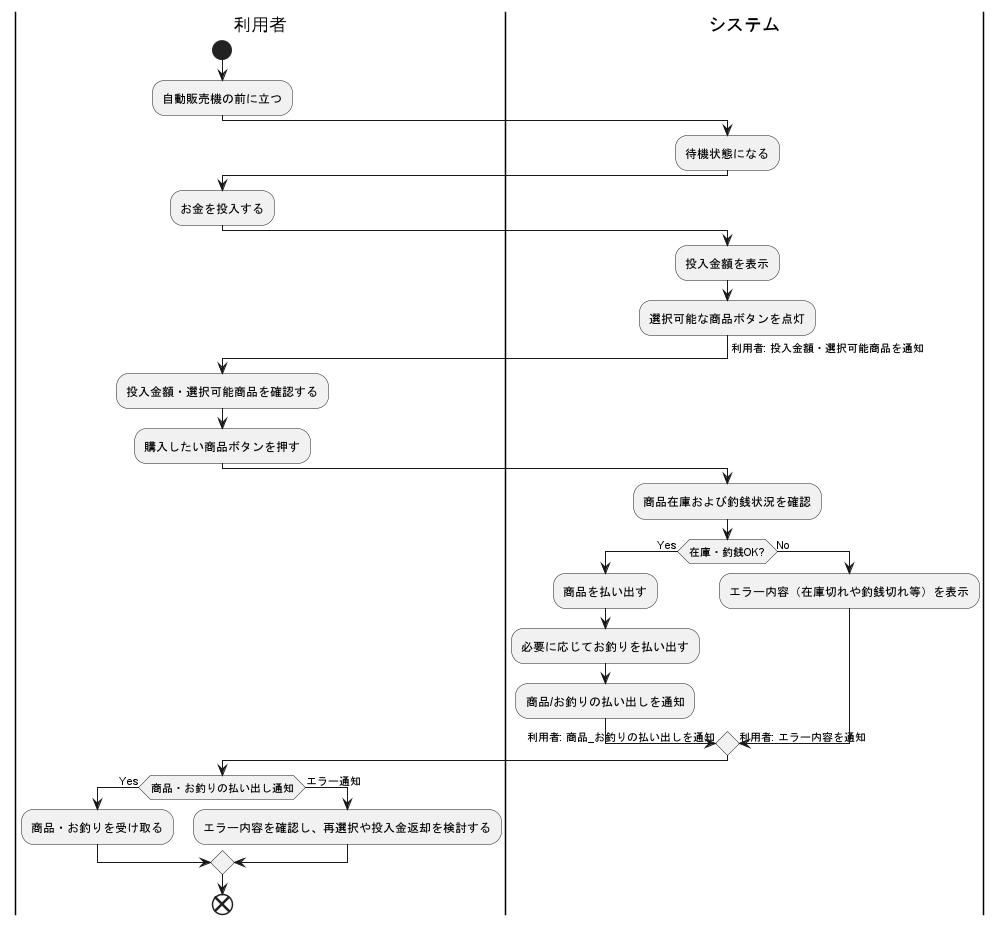 利用者
システム
自動販売機の前に立つ
待機状態になる
お金を投入する
投入金額を表示
選択可能な商品ボタンを点灯
利用者: 投入金額・選択可能商品を通知
投入金額・選択可能商品を確認する
購入したい商品ボタンを押す
商品在庫および釣銭状況を確認
Yes
在庫・釣銭OK?
No
商品を払い出す
エラー内容（在庫切れや釣銭切れ等）を表示
必要に応じてお釣りを払い出す
商品/お釣りの払い出しを通知
利用者: 商品_お釣りの払い出しを通知
利用者: エラー内容を通知
Yes
商品・お釣りの払い出し通知
エラー通知
商品・お釣りを受け取る
エラー内容を確認し、再選択や投入金返却を検討する